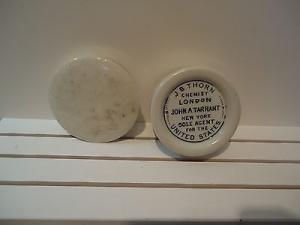 J B THORN
CHEMIST
LONDON
JOHN A TARRANT
NEW YORK
SOLE AGENT
FOR THE
UNITED STATES